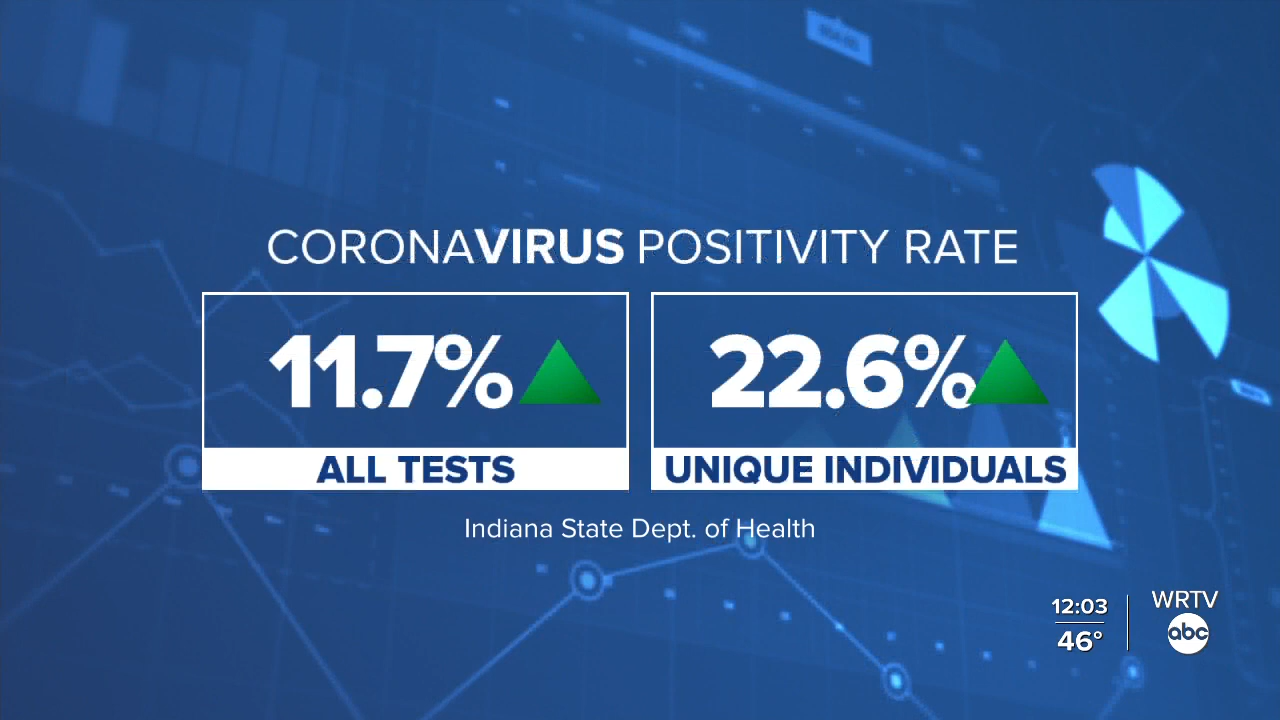 CORONAVIRUS POSITIVITY RATE
11.7%
22.6%
ALL TESTS
UNIQUE INDIVIDUALS
Indiana State Dept. of Health
12:03
46°
WRTV
abc